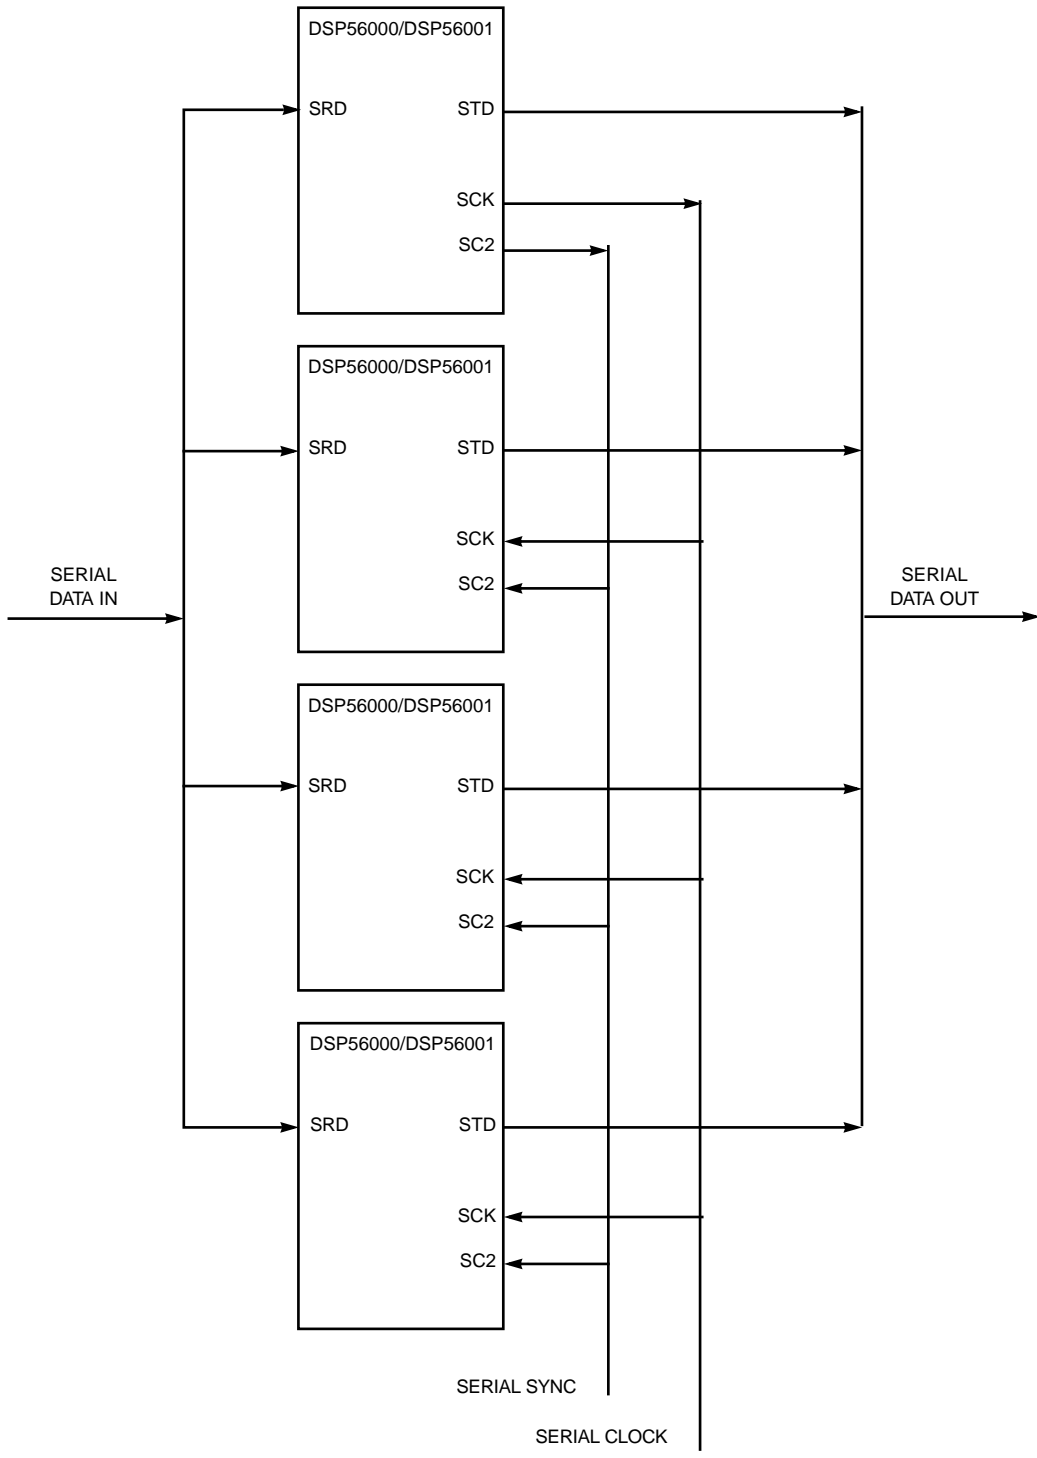 DSP56000/DSP56001
SRD STD
SCK
SC2
DSP56000/DSP56001
SRD STD
SCK
SC2
SERIAL
DATA IN
SERIAL
DATA OUT
DSP56000/DSP56001
SRD STD
SCK
SC2
DSP56000/DSP56001
SRD STD
SCK
SC2
SERIAL SYNC
SERIAL CLOCK